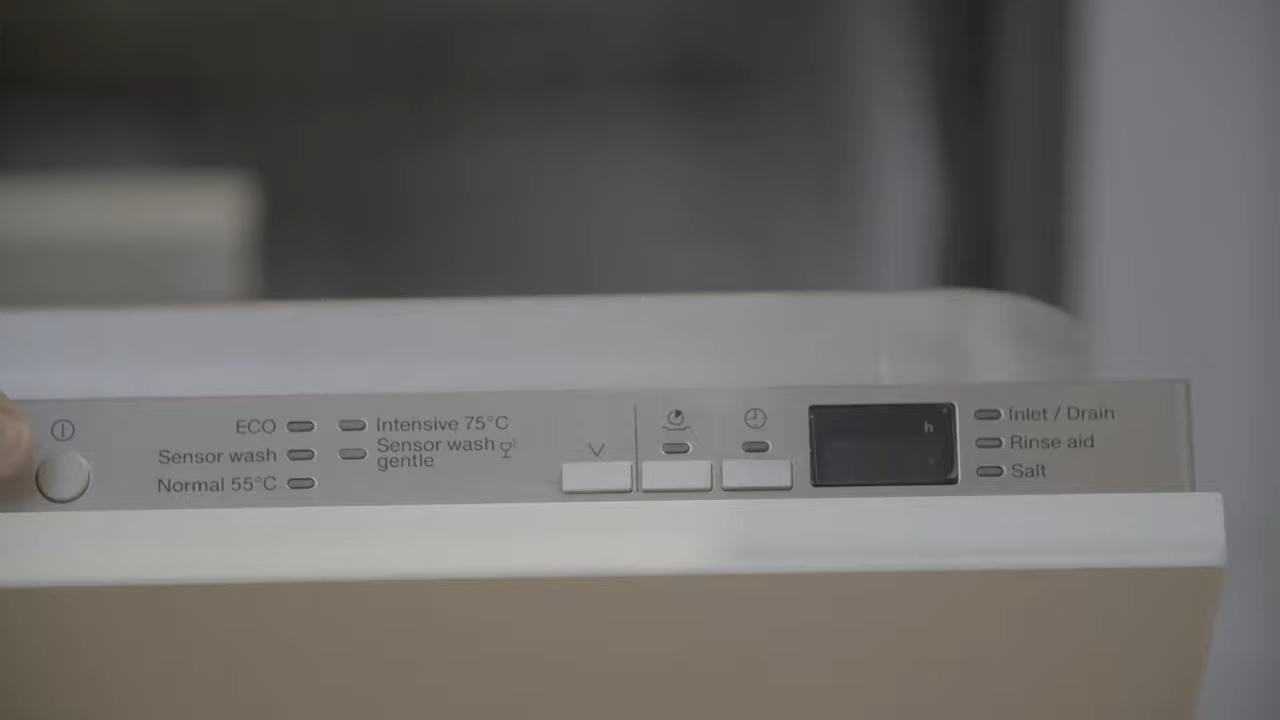 ECO
Sensor wash
Normal 55°C
Intensive 75°C
Sensor wash
gentle
h
Inlet / Drain
Rinse aid
Salt